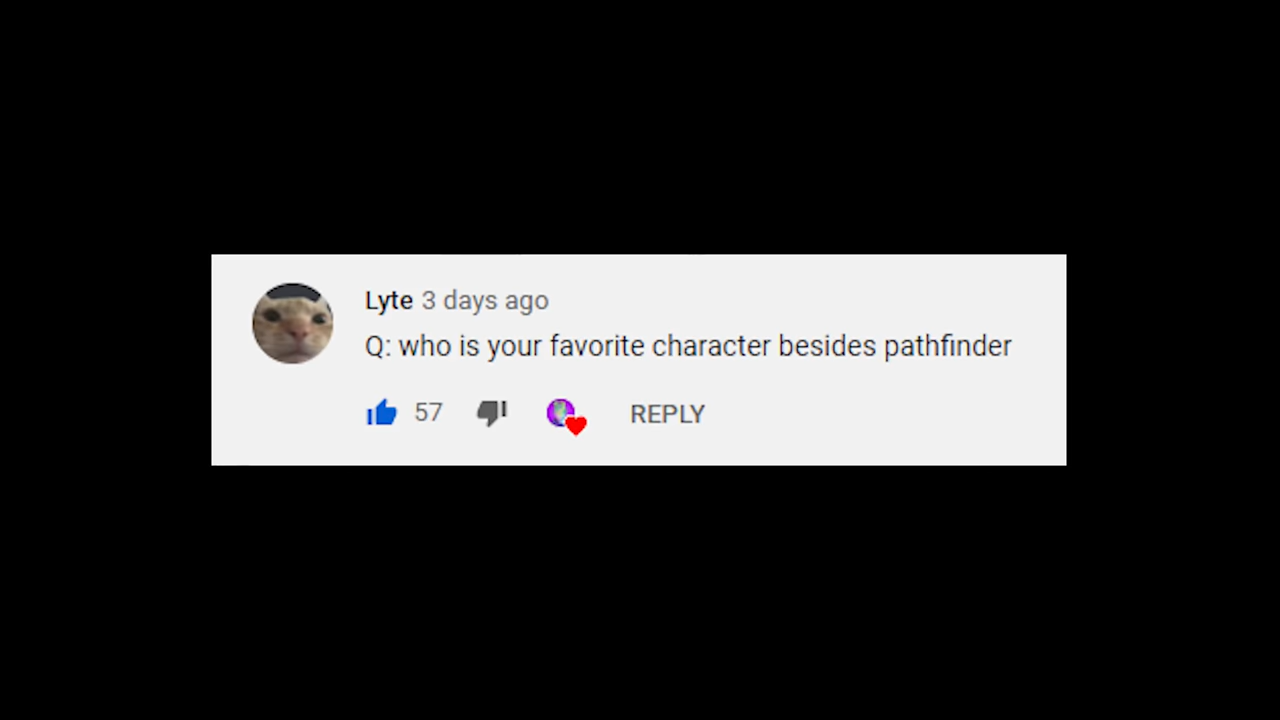 Lyte 3 days ago
Q: who is your favorite character besides pathfinder
57 REPLY